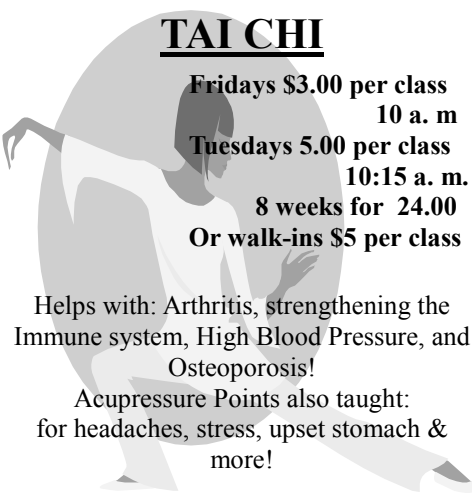 TAI CHI
Fridays $3.00 per class
10 a. m
Tuesdays 5.00 per class
10:15 a. m.
8 weeks for 24.00
Or walk-ins $5 per class
Helps with: Arthritis, strengthening the
Immune system, High Blood Pressure, and
Osteoporosis!
Acupressure Points also taught:
for headaches, stress, upset stomach &
more!